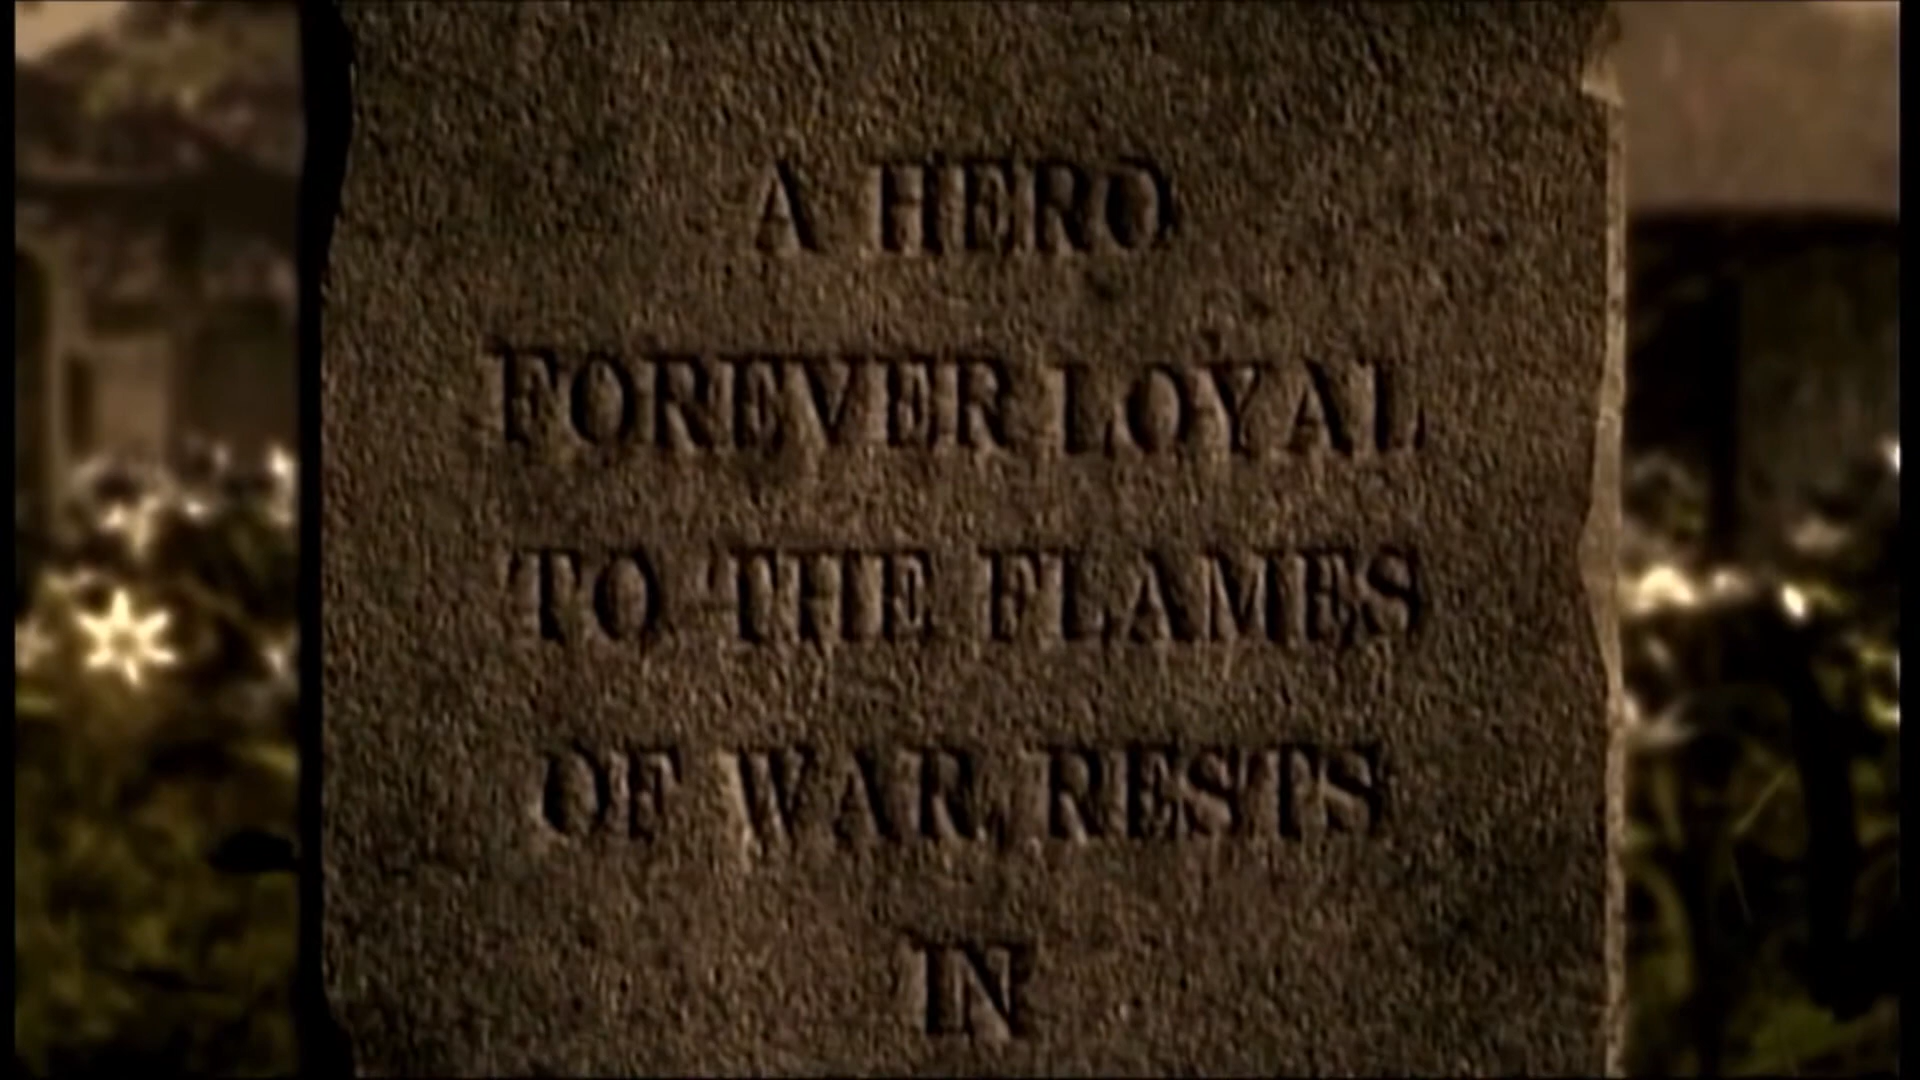 A HERO
FOREVER LOYAL
TO THE FLAMES
OF WAR, RESTS
IN